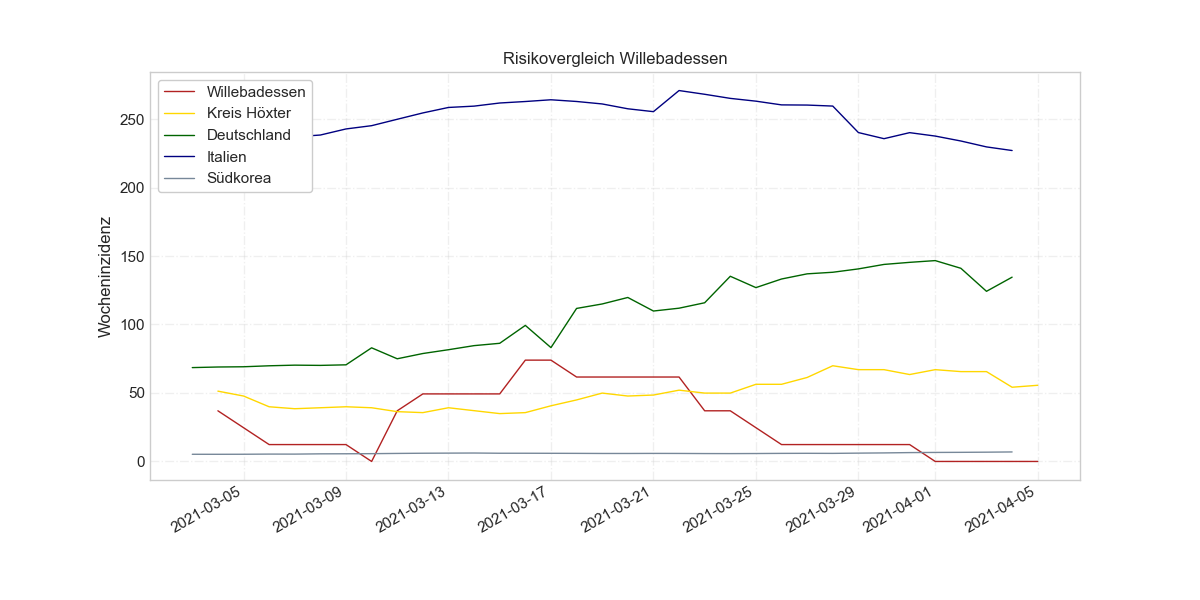 Risikovergleich Willebadessen
Willebadessen
Kreis Höxter
Deutschland
Italien
Südkorea
Wocheninzidenz
250
200
150
100
50
0
2021-03-05
2021-03-09
2021-03-13
2021-03-17
2021-03-21
2021-03-25
2021-03-29
2021-04-01
2021-04-05